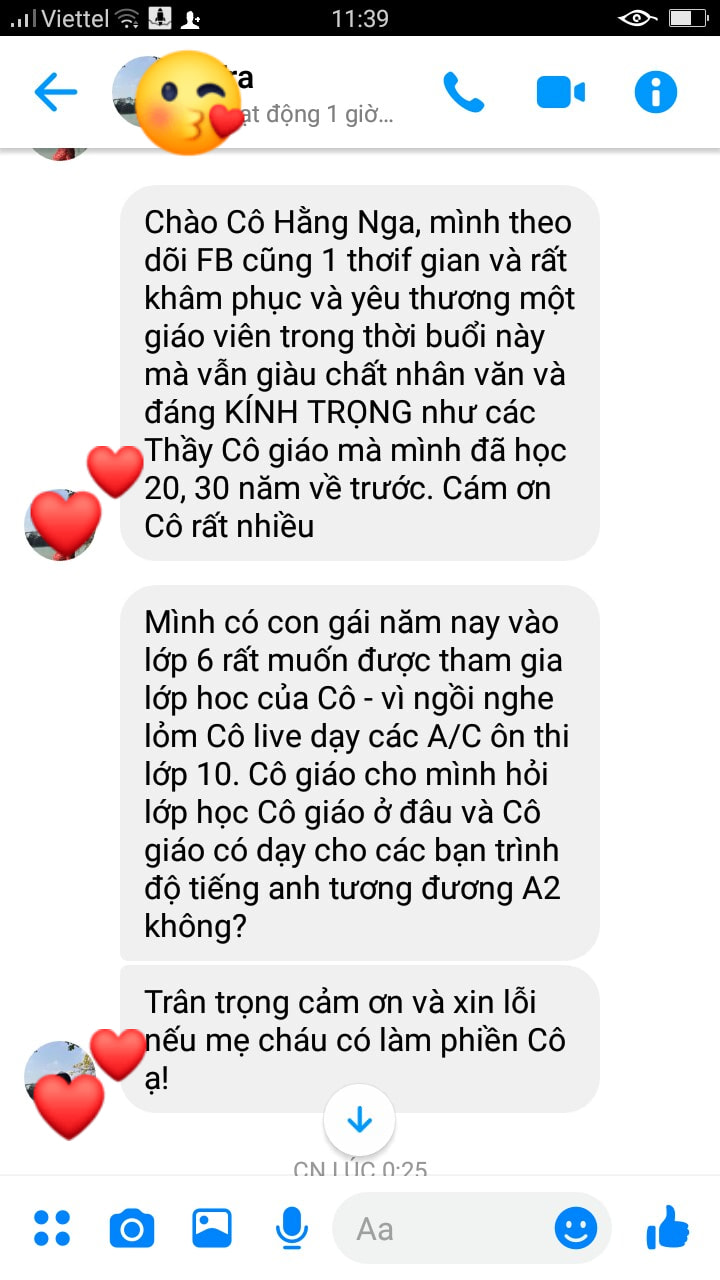 Viettel
11:39
ra
ạt động 1 giờ...
Chào Cô Hằng Nga, mình theo
dõi FB cũng 1 thơif gian và rất
khâm phục và yêu thương một
giáo viên trong thời buổi này
mà vẫn giàu chất nhân văn và
đáng KÍNH TRỌNG như các
Thầy Cô giáo mà mình đã học
20, 30 năm về trước. Cám ơn
Cô rất nhiều
Mình có con gái năm nay vào
lớp 6 rất muốn được tham gia
lớp hoc của Cô - vì ngồi nghe
lỏm Cô live dạy các A/C ôn thi
lớp 10. Cô giáo cho mình hỏi
lớp học Cô giáo ở đâu và Cô
giáo có dạy cho các bạn trình
độ tiếng anh tương đương A2
không?
Trân trọng cảm ơn và xin lỗi
nếu mẹ cháu có làm phiền Cô
ạ!
CN LÚC 0:25
Aa